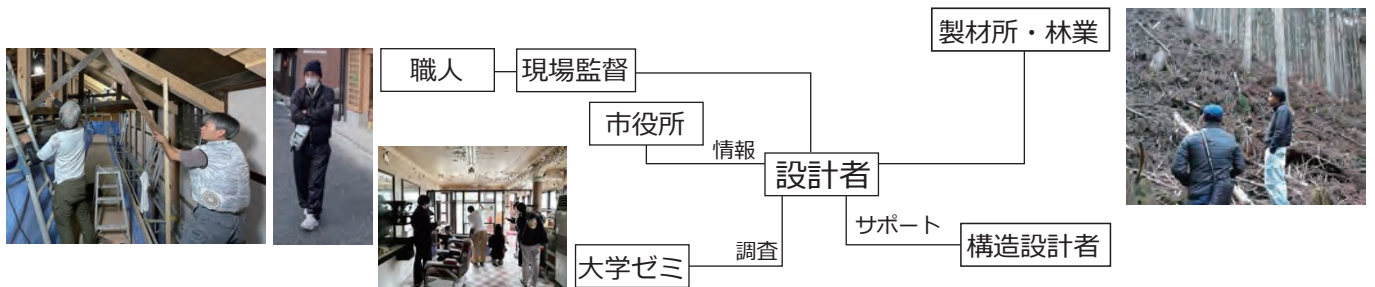 製材所・林業
職人
現場監督
市役所
情報
設計者
サポート
構造設計者
調査
大学ゼミ